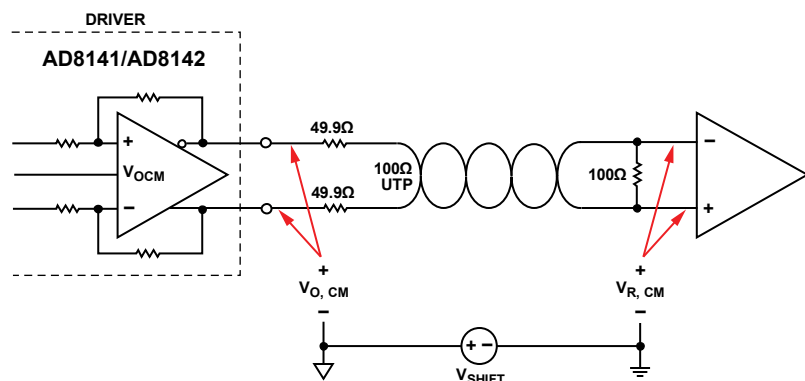 DRIVER
AD8141/AD8142
+
VOCM
−
49.9Ω
49.9Ω
100Ω
UTP
100Ω
−
+
+
VO, CM
−
+
VR, CM
−
+ −
VSHIFT